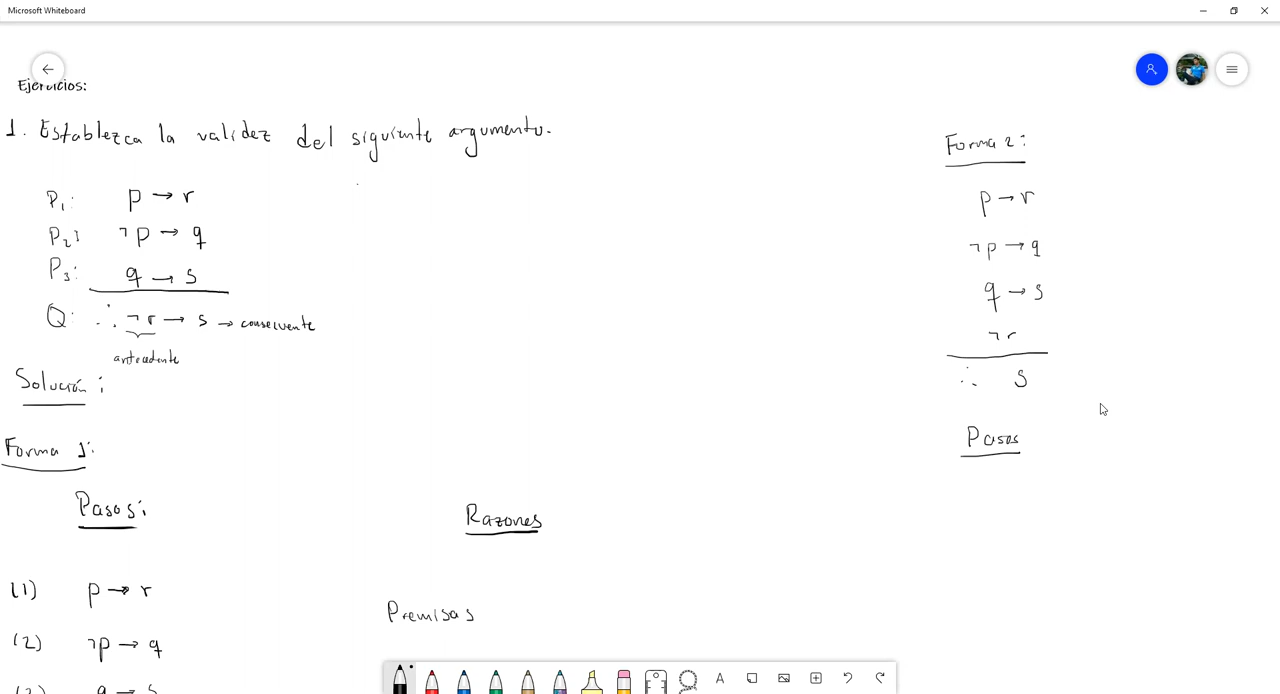 Microsoft Whiteboard
Ejercicios:
1. Establezca la validez del siguiente argumento.
P₁: p → r
P₂: ¬p → q
P₃: q → s
Q: ∴ ¬r → s → consecuente
antecedente
Solución:
Forma 1:
Pasos:
Razones
(1) p → r
Premisas
(2) ¬p → q
(3) q → s
Forma 2:
p → r
¬p → q
q → s
¬r
∴ s
Pasos
A